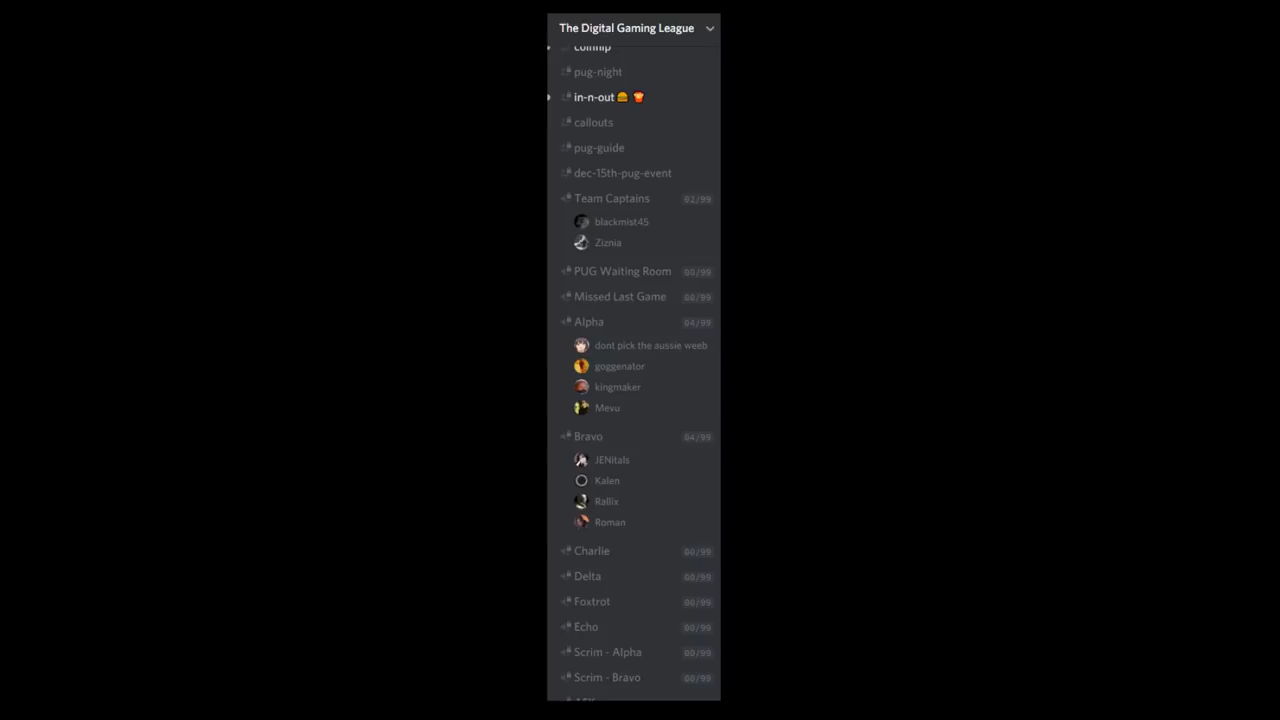 The Digital Gaming League
coinflip
pug-night
in-n-out 🍔 🍟
callouts
pug-guide
dec-15th-pug-event
Team Captains 02/99
blackmist45
Ziznia
PUG Waiting Room 00/99
Missed Last Game 00/99
Alpha 04/99
dont pick the aussie weeb
goggenator
kingmaker
Mevu
Bravo 04/99
JENitals
Kalen
Rallix
Roman
Charlie 00/99
Delta 00/99
Foxtrot 00/99
Echo 00/99
Scrim - Alpha 00/99
Scrim - Bravo 00/99